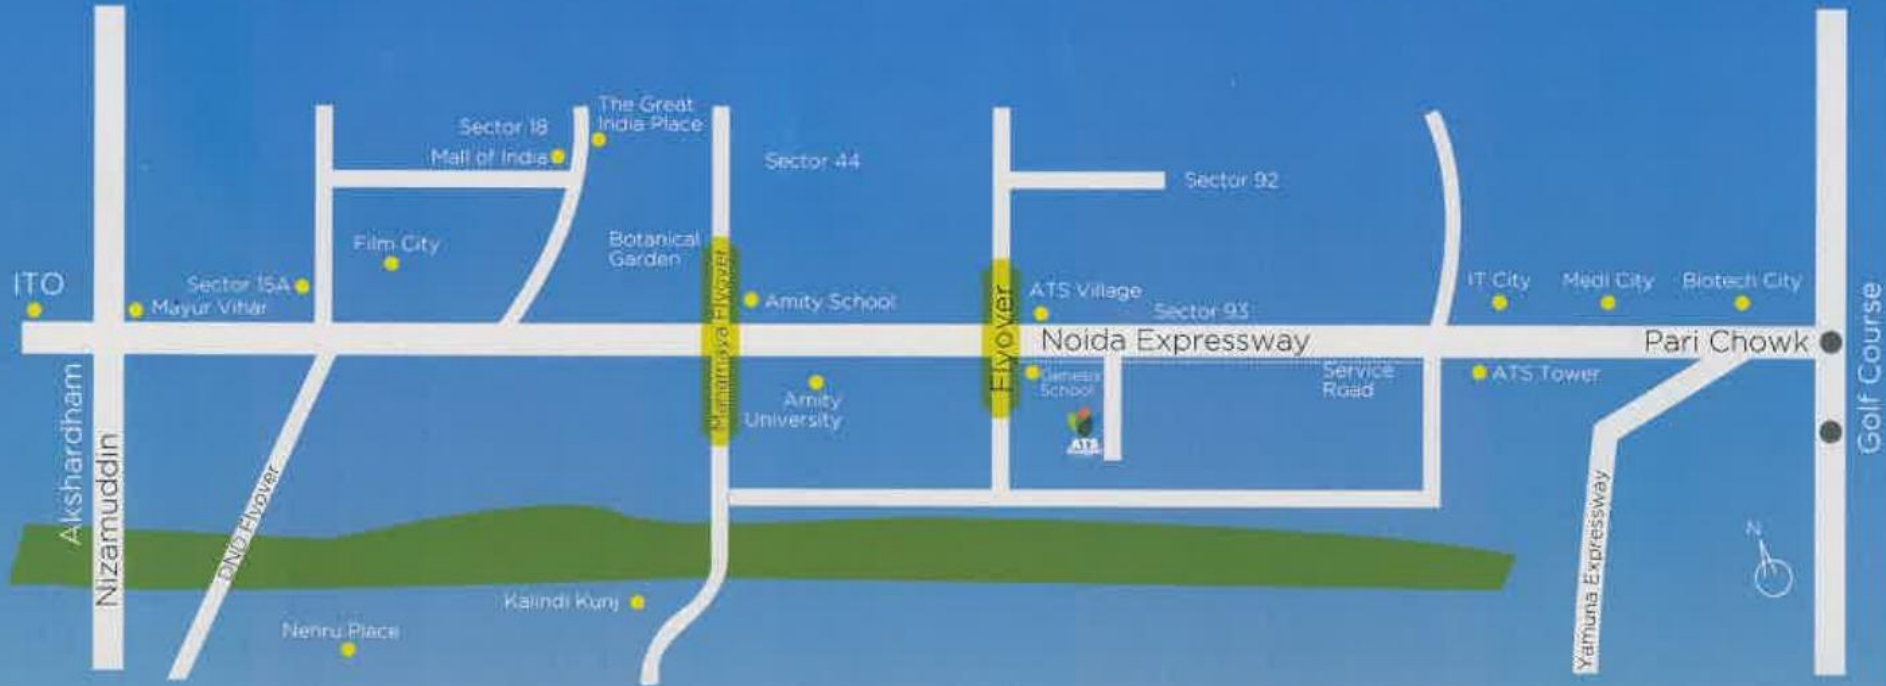 The Great
India Place
Sector 18
Mall of India
Sector 44
Sector 92
Film City
Botanical
Garden
ITO
Sector 15A
Mayur Vihar
Mahamaya Flyover
Amity School
Flyover
ATS Village
Sector 93
IT City
Medi City
Biotech City
Noida Expressway
Pari Chowk
Golf Course
Akshardham
Nizamuddin
DND Flyover
Amity
University
Genesis
School
ATS
Service
Road
ATS Tower
Yamuna Expressway
N
Kalindi Kunj
Nehru Place